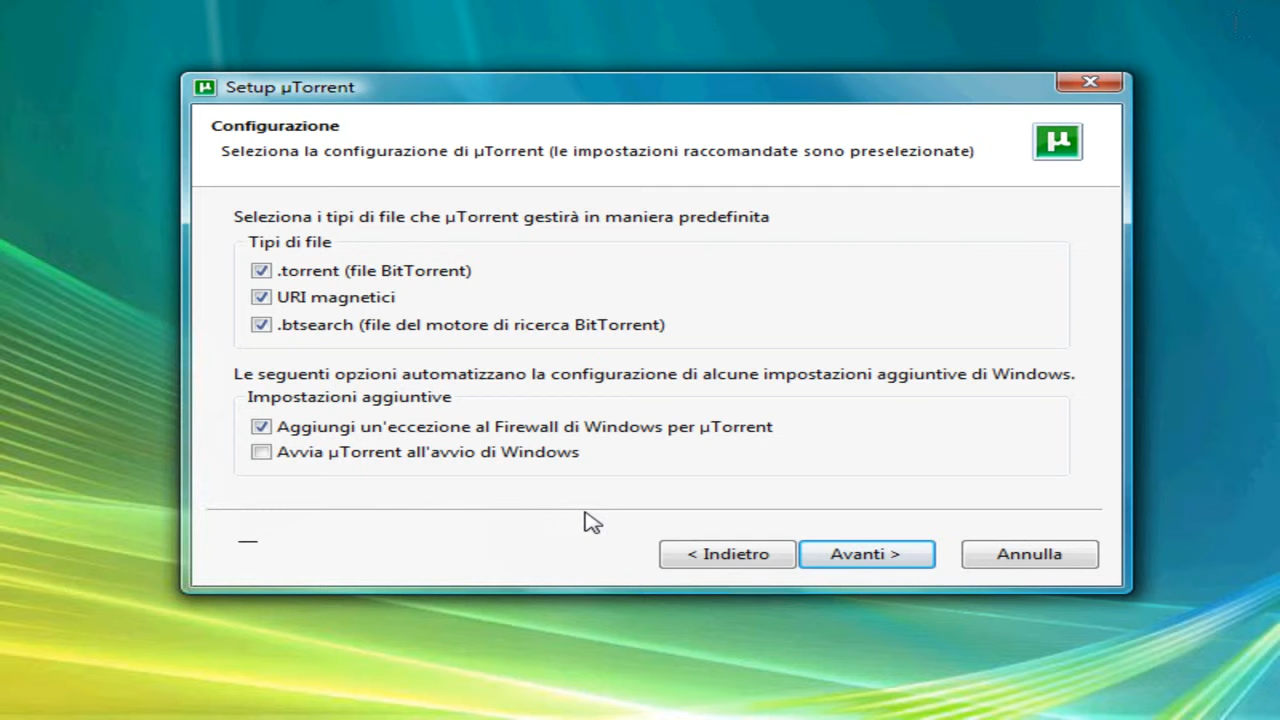 Setup µTorrent
Configurazione
Seleziona la configurazione di µTorrent (le impostazioni raccomandate sono preselezionate)
µ
Seleziona i tipi di file che µTorrent gestirà in maniera predefinita
Tipi di file
.torrent (file BitTorrent)
URI magnetici
.btsearch (file del motore di ricerca BitTorrent)
Le seguenti opzioni automatizzano la configurazione di alcune impostazioni aggiuntive di Windows.
Impostazioni aggiuntive
Aggiungi un'eccezione al Firewall di Windows per µTorrent
Avvia µTorrent all'avvio di Windows
< Indietro Avanti > Annulla